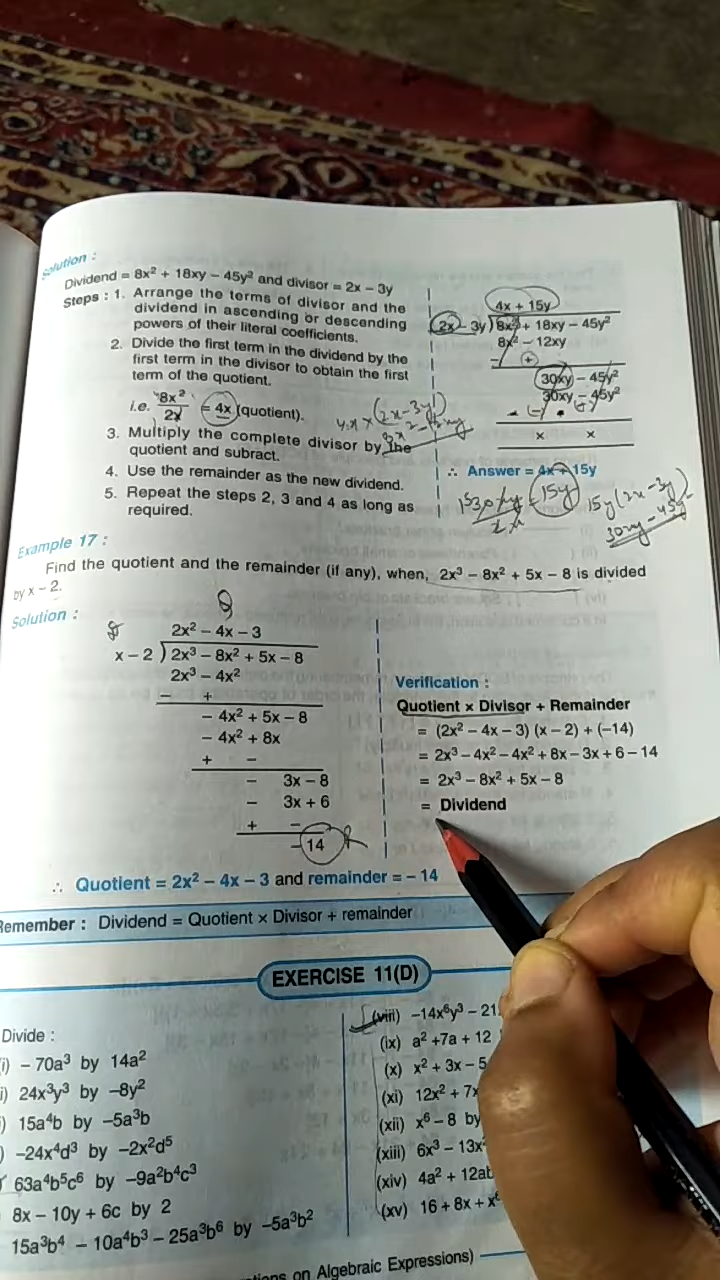 Solution :
Dividend = 8x² + 18xy – 45y² and divisor = 2x – 3y
Steps : 1. Arrange the terms of divisor and the
dividend in ascending or descending
powers of their literal coefficients.
2. Divide the first term in the dividend by the
first term in the divisor to obtain the first
term of the quotient.
i.e. 8x²/2x = 4x (quotient).
3. Multiply the complete divisor by the
quotient and subract.
4. Use the remainder as the new dividend.
5. Repeat the steps 2, 3 and 4 as long as
required.
4x + 15y
2x – 3y ) 8x² + 18xy – 45y²
8x² – 12xy
– (+)
30xy – 45y²
30xy – 45y²
(–) (+)
x x
∴ Answer = 4x + 15y
15y
15y(2x – 3y)
30xy – 45y²
Example 17 :
Find the quotient and the remainder (if any), when, 2x³ – 8x² + 5x – 8 is divided
by x – 2.
Solution :
2x² – 4x – 3
x – 2 ) 2x³ – 8x² + 5x – 8
2x³ – 4x²
– +
– 4x² + 5x – 8
– 4x² + 8x
+ –
– 3x – 8
– 3x + 6
+ –
– 14
Verification :
Quotient × Divisor + Remainder
= (2x² – 4x – 3) (x – 2) + (–14)
= 2x³ – 4x² – 4x² + 8x – 3x + 6 – 14
= 2x³ – 8x² + 5x – 8
= Dividend
∴ Quotient = 2x² – 4x – 3 and remainder = – 14
Remember : Dividend = Quotient × Divisor + remainder
EXERCISE 11(D)
Divide :
i) – 70a³ by 14a²
i) 24x³y³ by –8y²
) 15a⁴b by –5a³b
) –24x⁴d³ by –2x²d⁵
63a⁴b⁵c⁶ by –9a²b⁴c³
8x – 10y + 6c by 2
15a³b⁴ – 10a⁴b³ – 25a³b⁶ by –5a³b²
(viii) –14x⁶y³ – 21
(ix) a² +7a + 12
(x) x² + 3x – 5
(xi) 12x² + 7x
(xii) x⁶ – 8 by
(xiii) 6x³ – 13x²
(xiv) 4a² + 12ab
(xv) 16 + 8x + x⁶
on Algebraic Expressions)